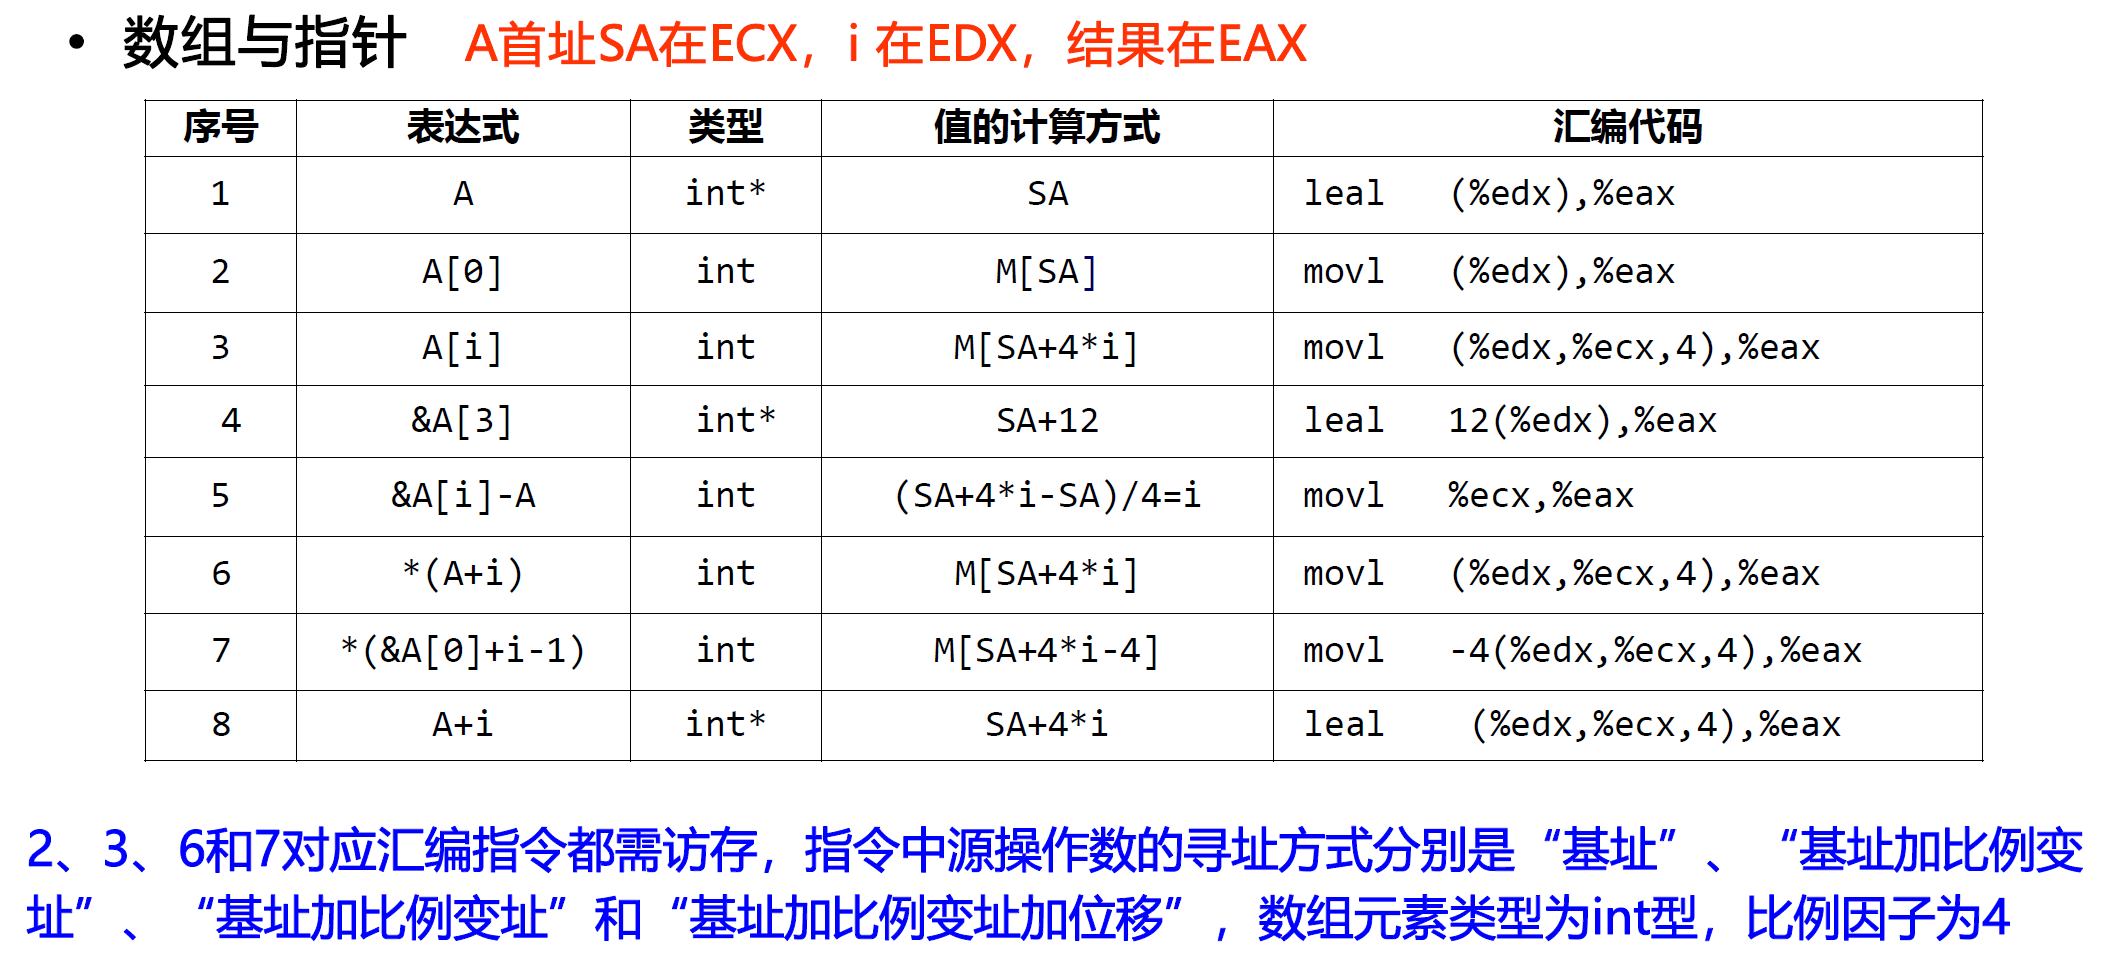 • 数组与指针 A首址SA在ECX，i 在EDX，结果在EAX
序号 表达式 类型 值的计算方式 汇编代码
1 A int* SA leal (%edx),%eax
2 A[0] int M[SA] movl (%edx),%eax
3 A[i] int M[SA+4*i] movl (%edx,%ecx,4),%eax
4 &A[3] int* SA+12 leal 12(%edx),%eax
5 &A[i]-A int (SA+4*i-SA)/4=i movl %ecx,%eax
6 *(A+i) int M[SA+4*i] movl (%edx,%ecx,4),%eax
7 *(&A[0]+i-1) int M[SA+4*i-4] movl -4(%edx,%ecx,4),%eax
8 A+i int* SA+4*i leal (%edx,%ecx,4),%eax
2、3、6和7对应汇编指令都需访存，指令中源操作数的寻址方式分别是“基址”、“基址加比例变
址”、“基址加比例变址”和“基址加比例变址加位移”，数组元素类型为int型，比例因子为4